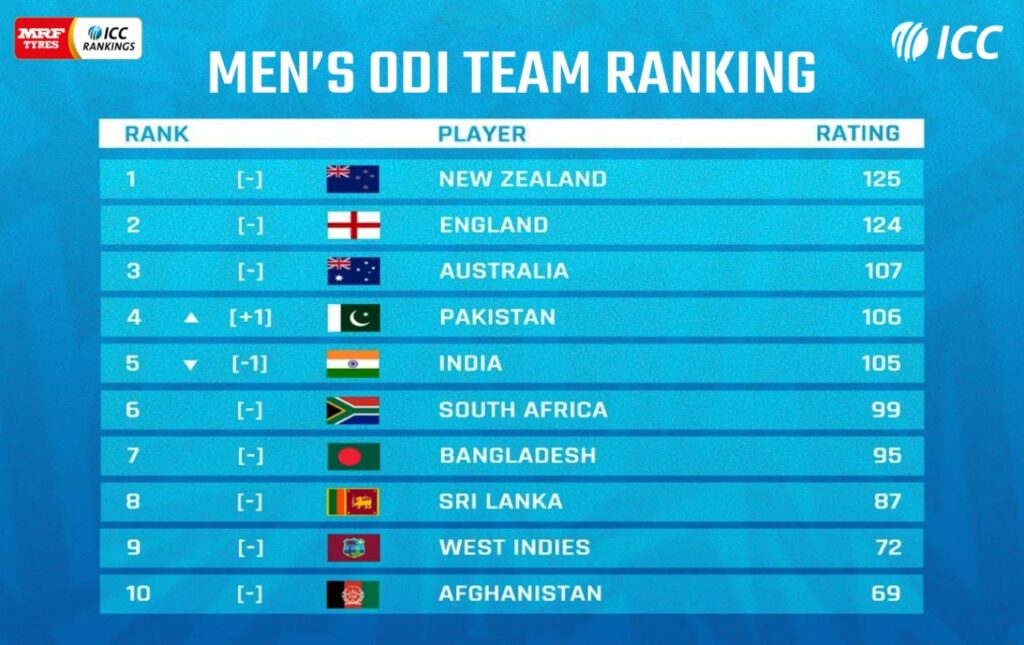 MRF TYRES
ICC RANKINGS
ICC
MEN'S ODI TEAM RANKING
RANK PLAYER RATING
1 [-] NEW ZEALAND 125
2 [-] ENGLAND 124
3 [-] AUSTRALIA 107
4 ▲ [+1] PAKISTAN 106
5 ▼ [-1] INDIA 105
6 [-] SOUTH AFRICA 99
7 [-] BANGLADESH 95
8 [-] SRI LANKA 87
9 [-] WEST INDIES 72
10 [-] AFGHANISTAN 69